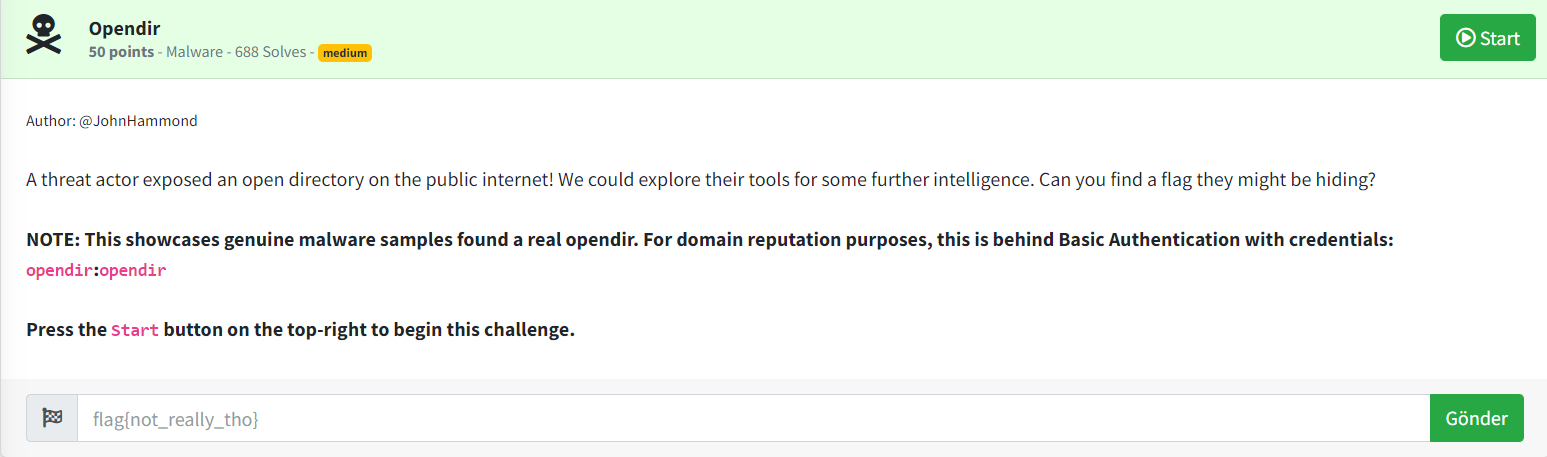 Opendir
50 points - Malware - 688 Solves - medium
Start
Author: @JohnHammond
A threat actor exposed an open directory on the public internet! We could explore their tools for some further intelligence. Can you find a flag they might be hiding?
NOTE: This showcases genuine malware samples found a real opendir. For domain reputation purposes, this is behind Basic Authentication with credentials:
opendir:opendir
Press the Start button on the top-right to begin this challenge.
flag{not_really_tho}
Gönder